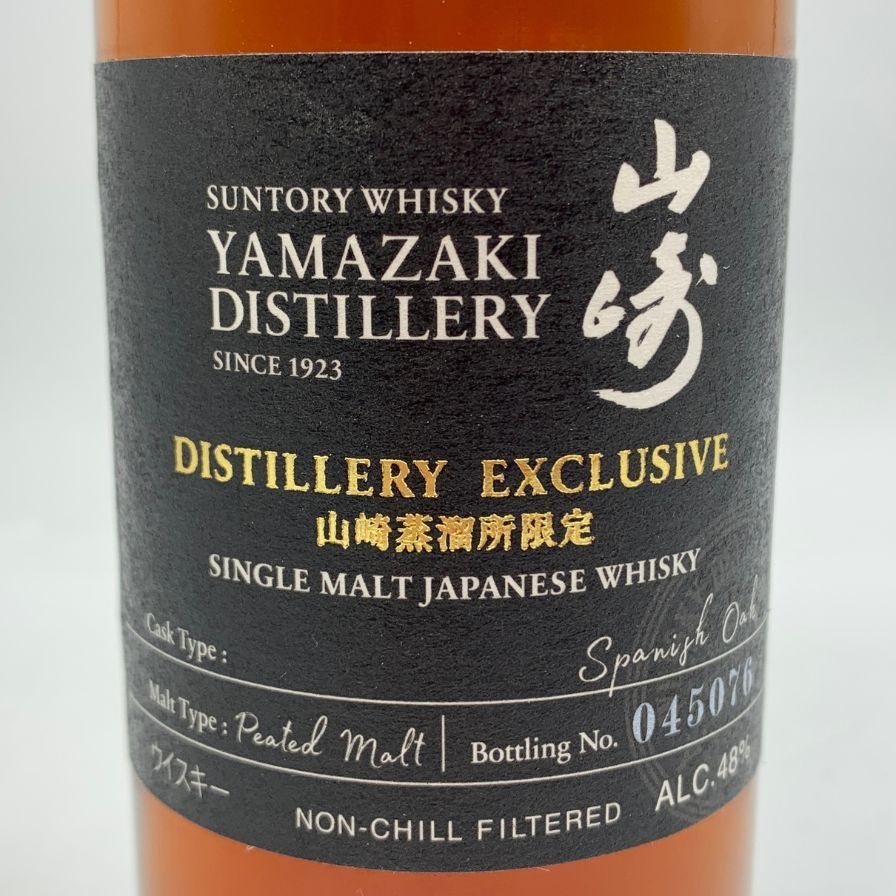 SUNTORY WHISKY
YAMAZAKI
DISTILLERY
SINCE 1923
山崎
DISTILLERY EXCLUSIVE
山崎蒸溜所限定
SINGLE MALT JAPANESE WHISKY
Cask Type : Spanish Oak
Malt Type : Peated Malt
Bottling No. 045076
ウイスキー
NON-CHILL FILTERED
ALC.48%